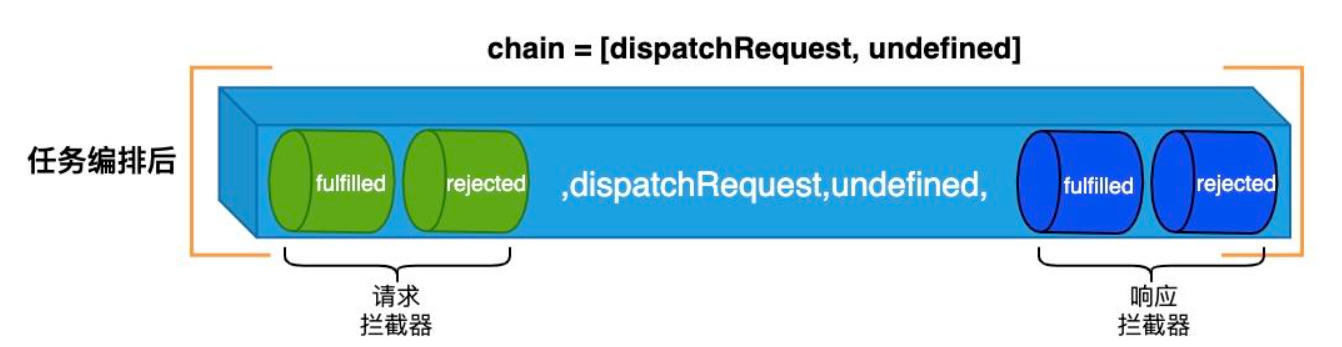 chain = [dispatchRequest, undefined]
任务编排后
fulfilled
rejected
,dispatchRequest,undefined,
fulfilled
rejected
请求
拦截器
响应
拦截器